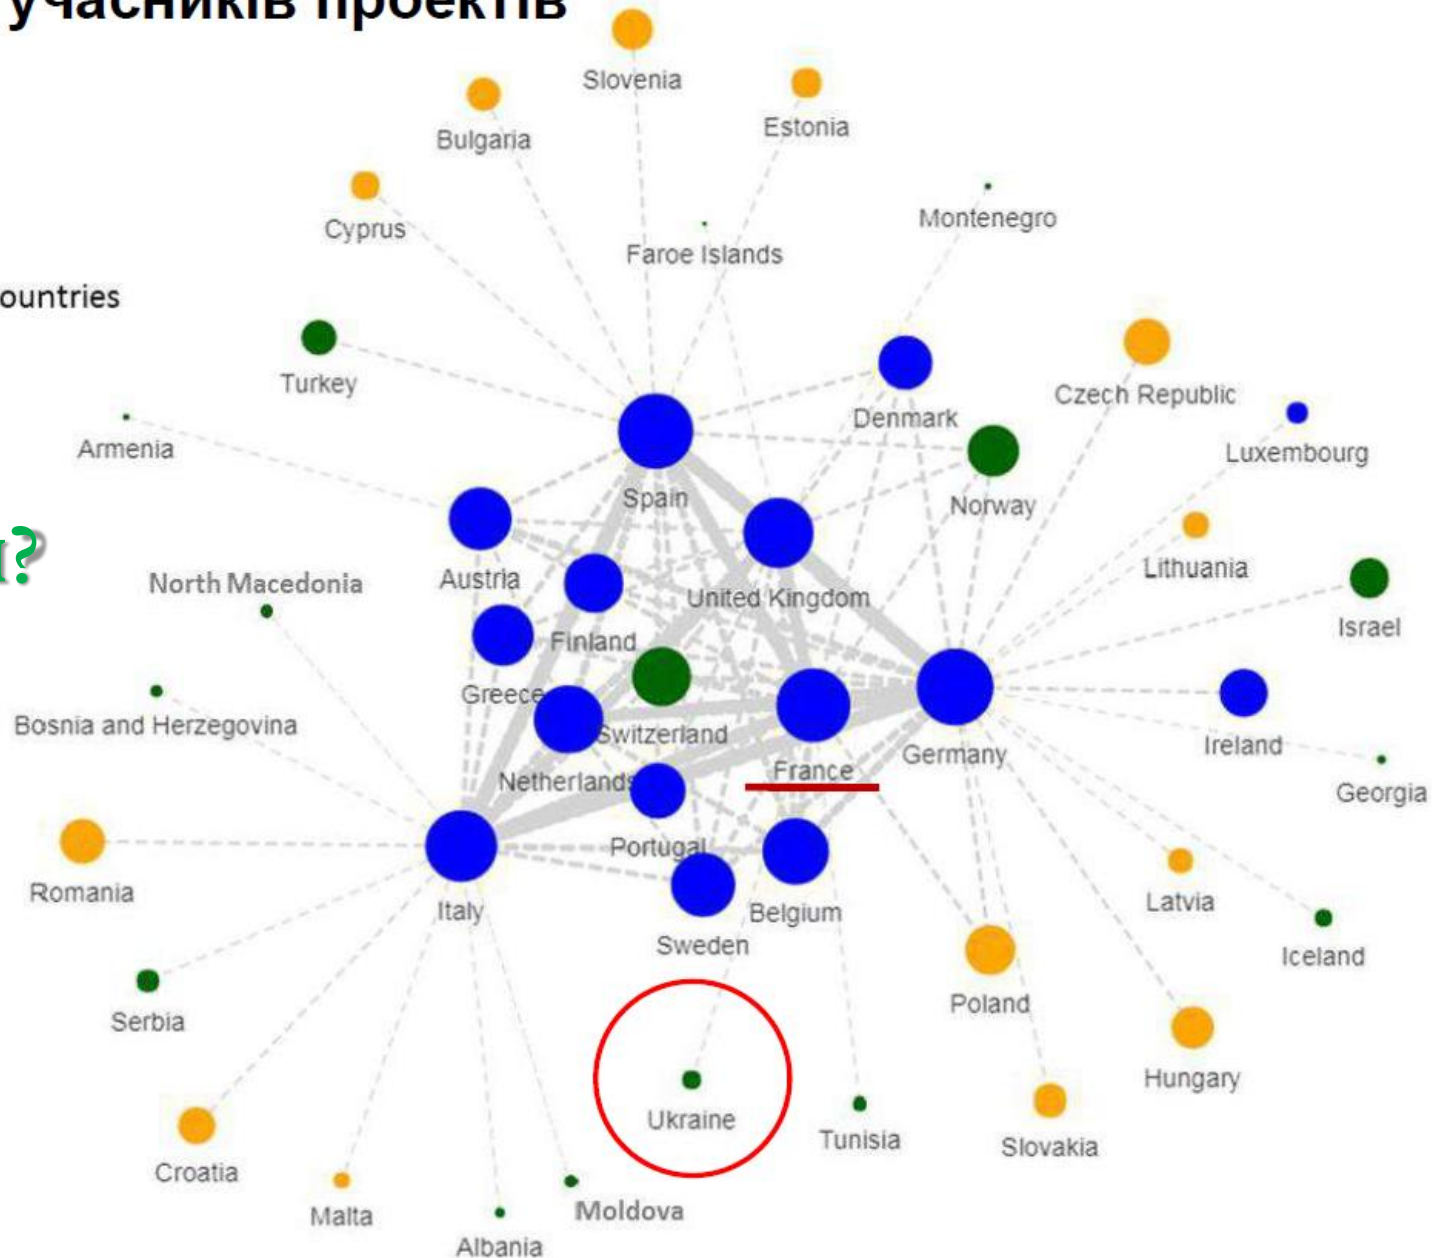 учасників проектів
Slovenia
Estonia
Bulgaria
Cyprus
Montenegro
Faroe Islands
ountries
Turkey
Czech Republic
Denmark
Armenia
Luxembourg
Spain
Norway
Lithuania
North Macedonia
Austria
United Kingdom
Israel
Finland
Greece
Switzerland
Bosnia and Herzegovina
Germany
Ireland
France
Netherlands
Georgia
Portugal
Romania
Italy
Belgium
Latvia
Sweden
Iceland
Poland
Serbia
Hungary
Ukraine
Tunisia
Slovakia
Croatia
Malta
Moldova
Albania